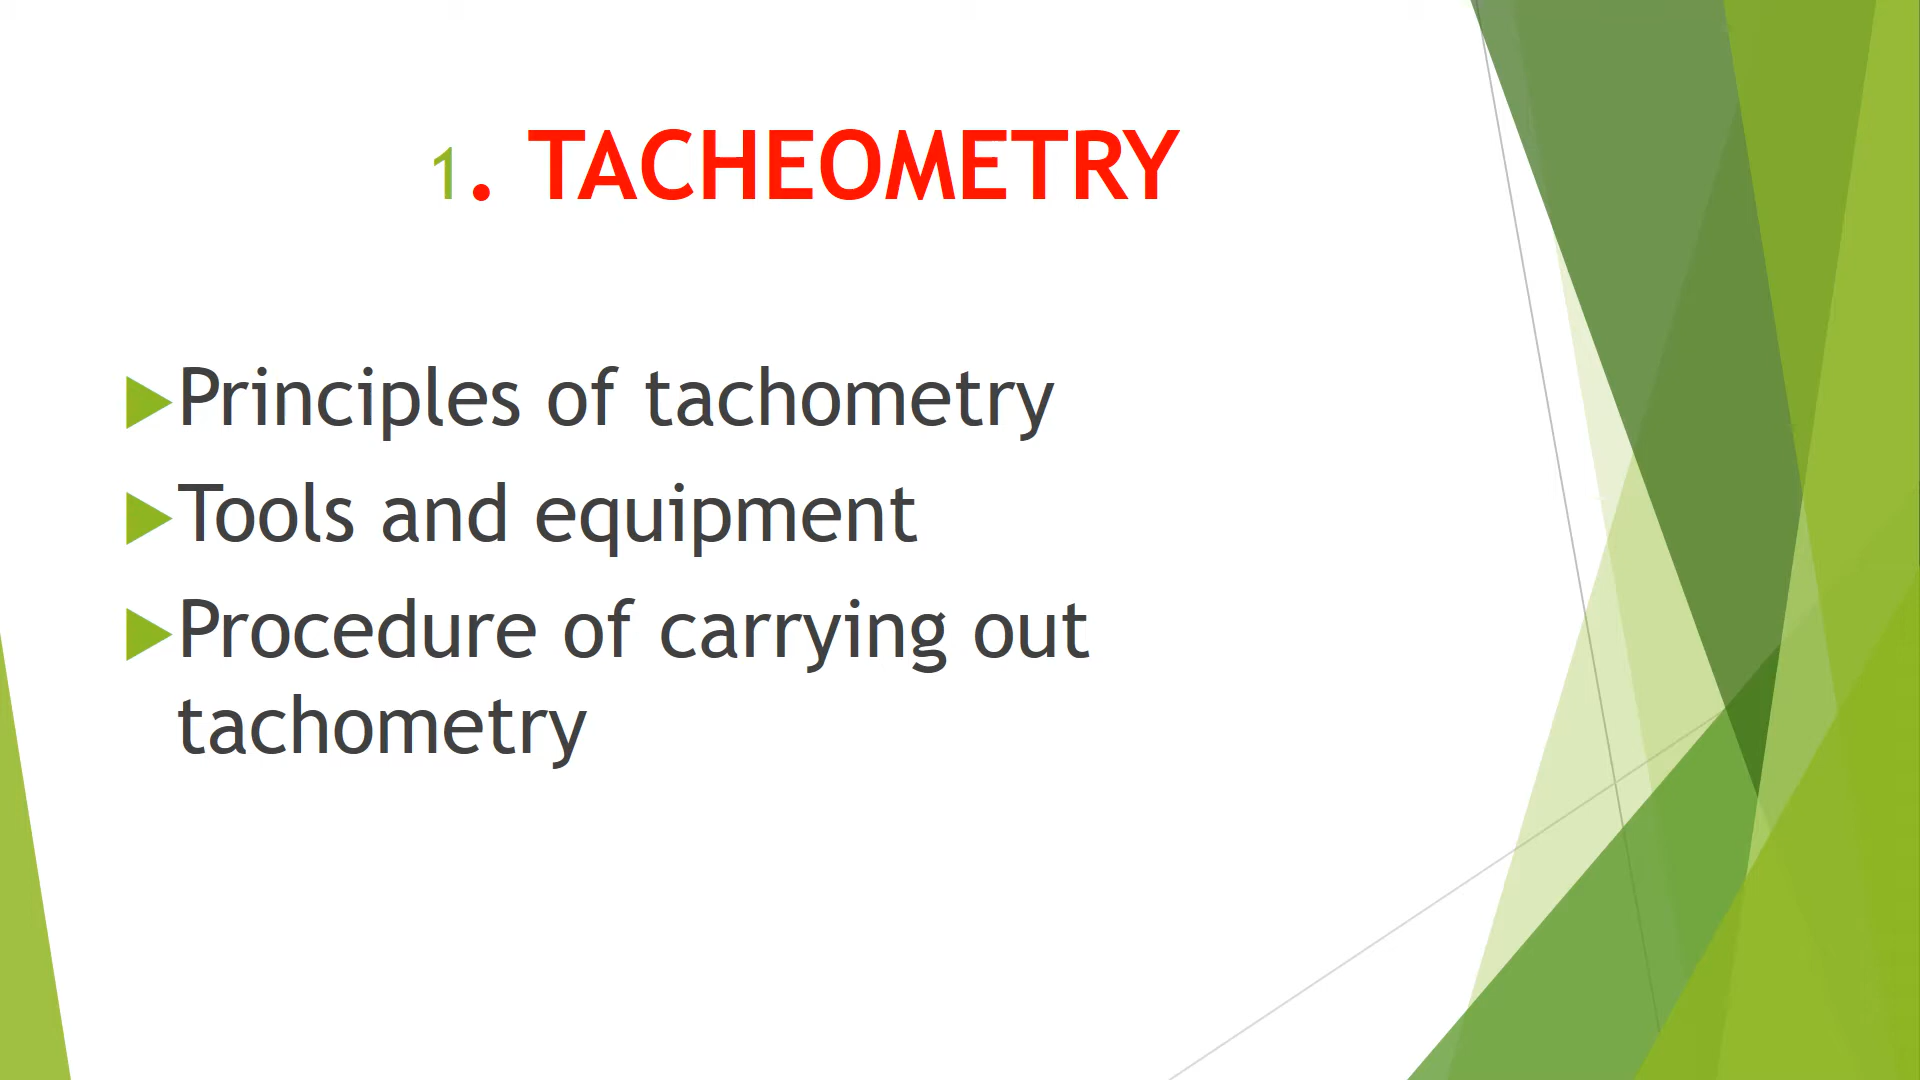 1. TACHEOMETRY
Principles of tachometry
Tools and equipment
Procedure of carrying out
tachometry